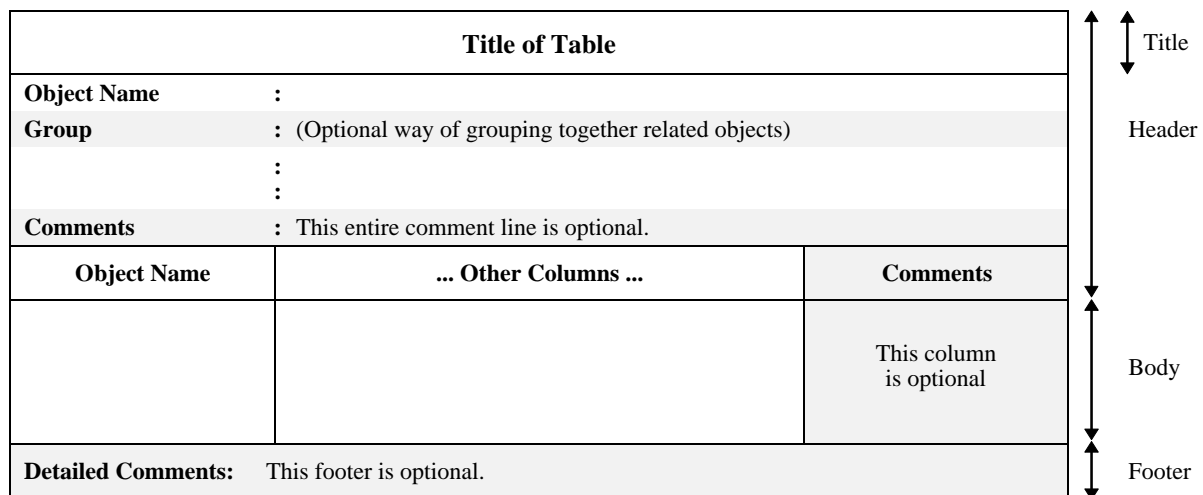 Title of Table
Title
Object Name :
Group : (Optional way of grouping together related objects)
Header
:
:
Comments : This entire comment line is optional.
Object Name ... Other Columns ... Comments
This column
is optional
Body
Detailed Comments: This footer is optional.
Footer